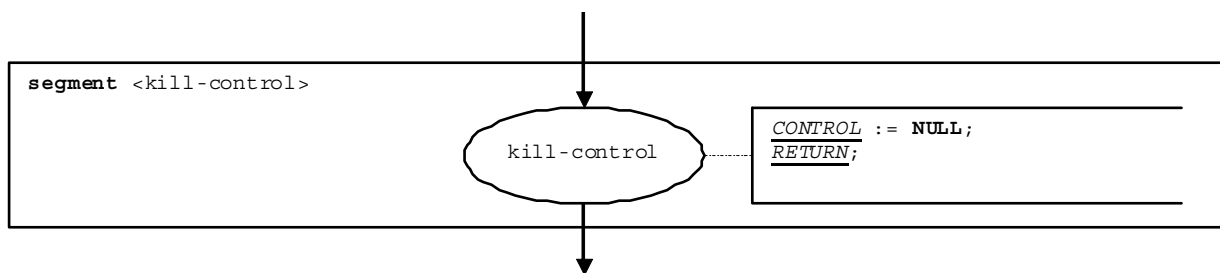 segment <kill-control>
kill-control
CONTROL := NULL;
RETURN;